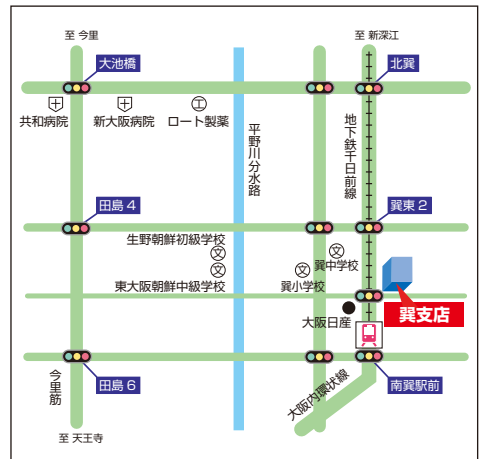 至 今里
至 新深江
大池橋
北巽
共和病院
新大阪病院
工
ロート製薬
平野川分水路
地下鉄千日前線
田島4
巽東2
生野朝鮮初級学校
文
文
東大阪朝鮮中級学校
文
巽中学校
文
巽小学校
大阪日産
巽支店
今里筋
田島6
大阪内環状線
南巽駅前
至 天王寺